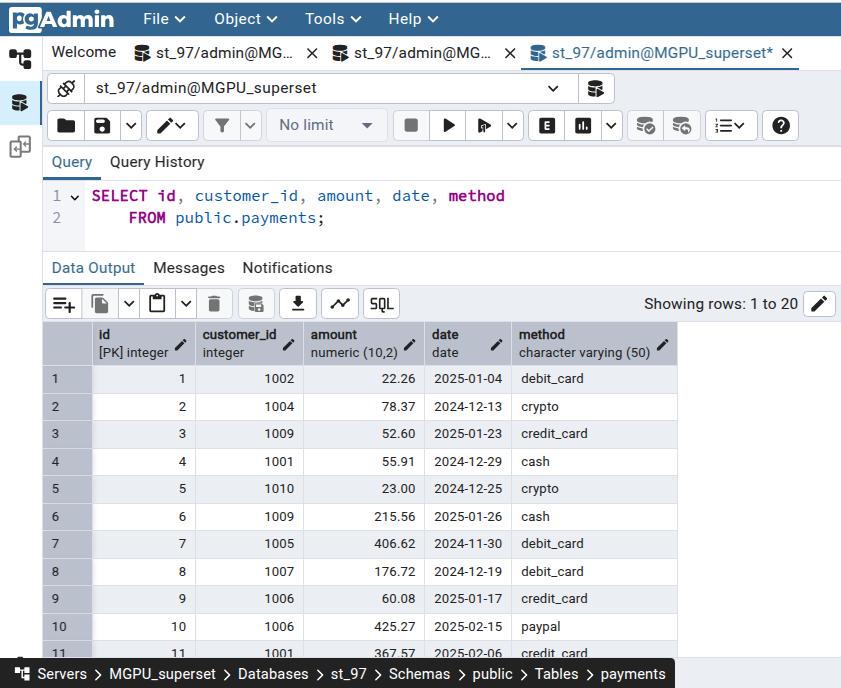 pgAdmin File Object Tools Help
Welcome st_97/admin@MG... st_97/admin@MG... st_97/admin@MGPU_superset*
st_97/admin@MGPU_superset
No limit E
Query Query History
1 SELECT id, customer_id, amount, date, method
2 FROM public.payments;
Data Output Messages Notifications
SQL Showing rows: 1 to 20
id customer_id amount date method
[PK] integer integer numeric (10,2) date character varying (50)
1 1 1002 22.26 2025-01-04 debit_card
2 2 1004 78.37 2024-12-13 crypto
3 3 1009 52.60 2025-01-23 credit_card
4 4 1001 55.91 2024-12-29 cash
5 5 1010 23.00 2024-12-25 crypto
6 6 1009 215.56 2025-01-26 cash
7 7 1005 406.62 2024-11-30 debit_card
8 8 1007 176.72 2024-12-19 debit_card
9 9 1006 60.08 2025-01-17 credit_card
10 10 1006 425.27 2025-02-15 paypal
11 11 1001 367.57 2025-02-06 credit_card
Servers > MGPU_superset > Databases > st_97 > Schemas > public > Tables > payments